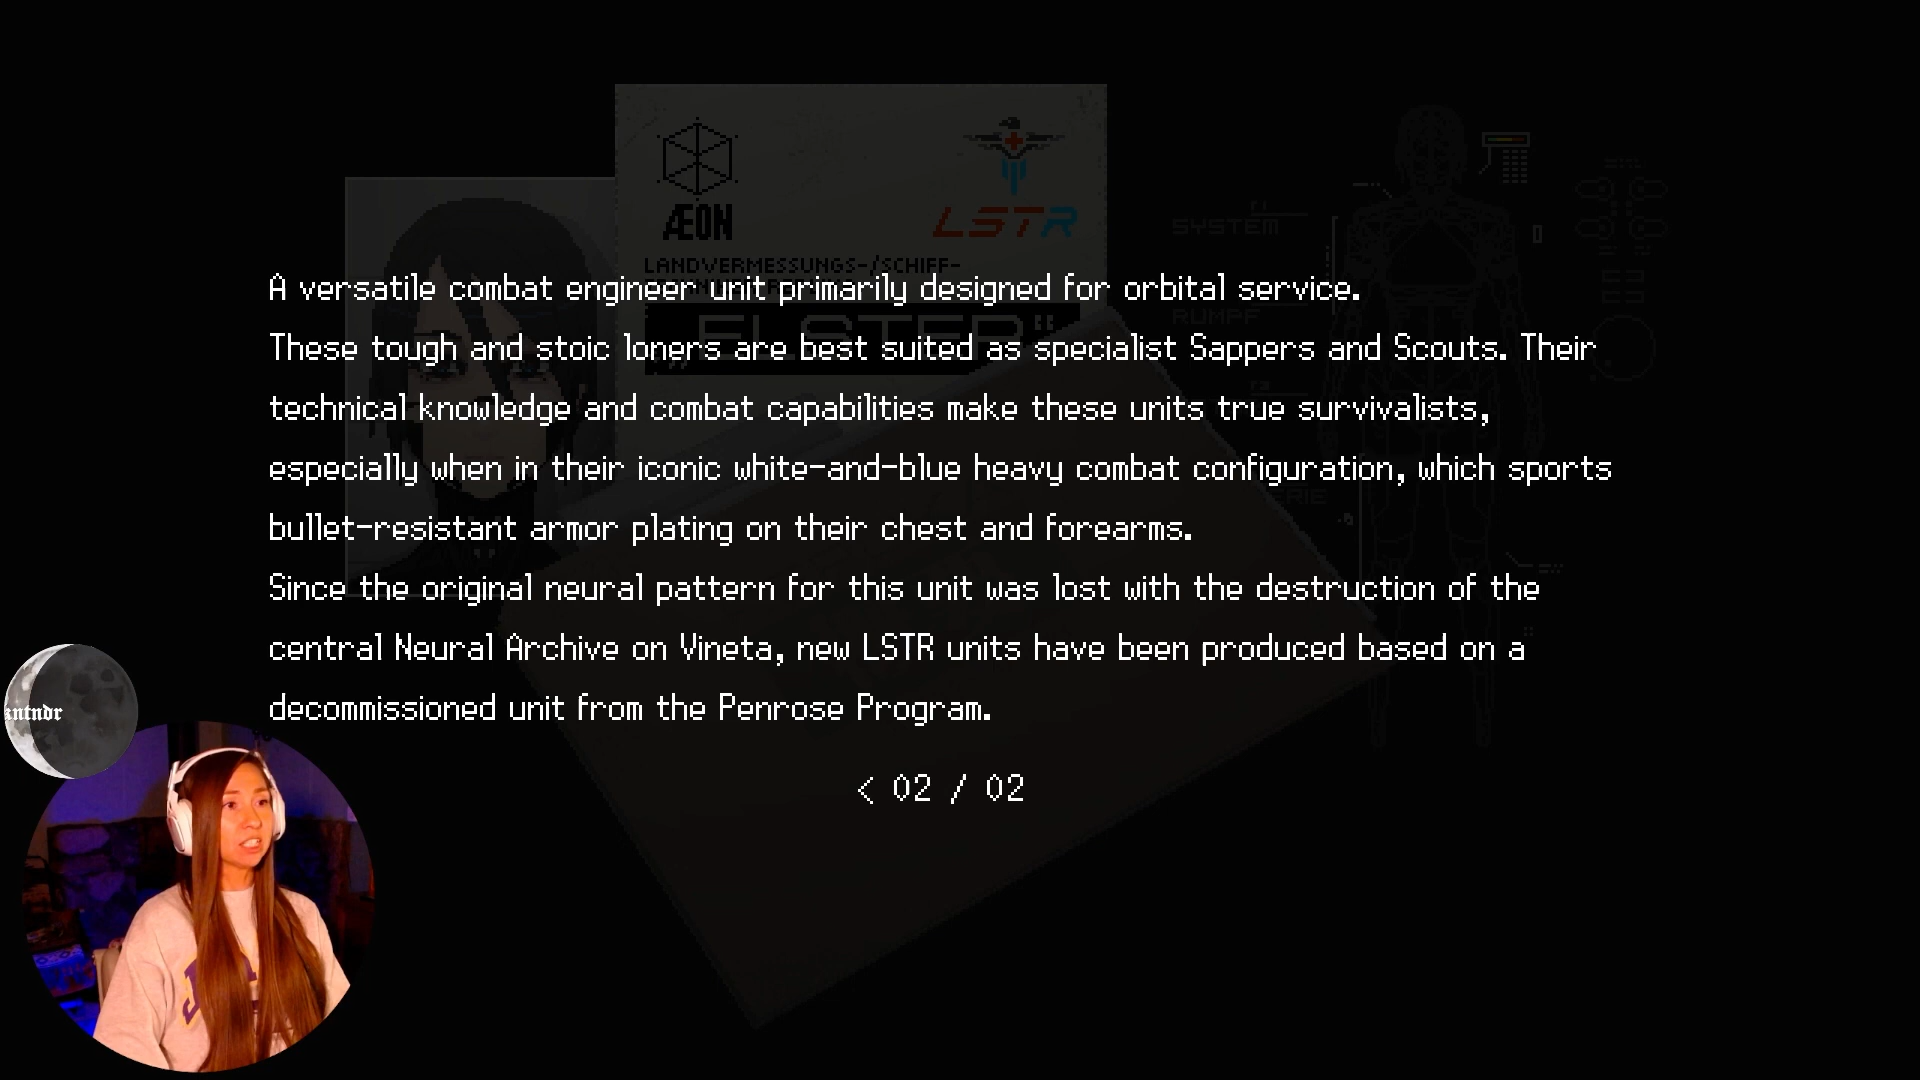 ÆON
LSTR
LANDVERMESSUNGS-/SCHIFF-
SYSTEM
RUMPF
ELSTER
A versatile combat engineer unit primarily designed for orbital service.
These tough and stoic loners are best suited as specialist Sappers and Scouts. Their
technical knowledge and combat capabilities make these units true survivalists,
especially when in their iconic white-and-blue heavy combat configuration, which sports
bullet-resistant armor plating on their chest and forearms.
Since the original neural pattern for this unit was lost with the destruction of the
central Neural Archive on Vineta, new LSTR units have been produced based on a
decommissioned unit from the Penrose Program.
< 02 / 02